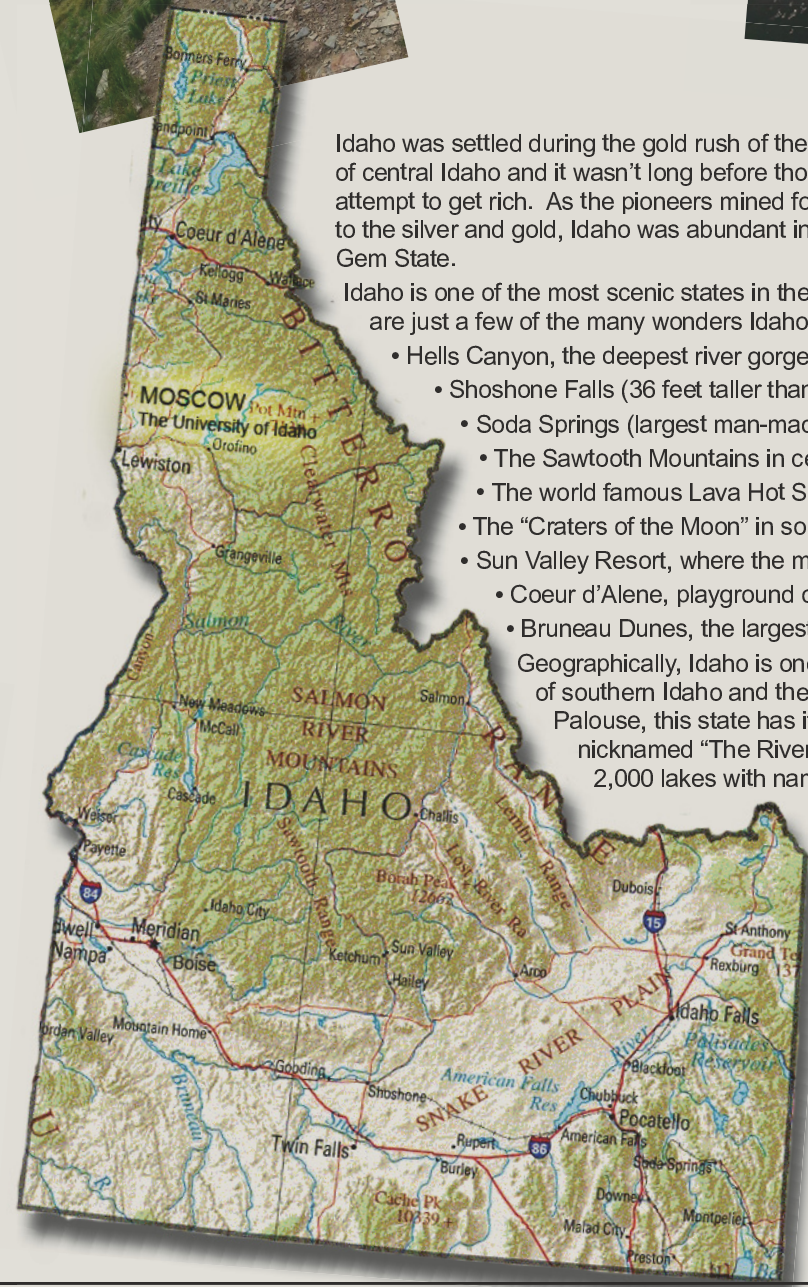 Idaho was settled during the gold rush of the
of central Idaho and it wasn't long before tho
attempt to get rich.  As the pioneers mined fo
to the silver and gold, Idaho was abundant in
Gem State.
Idaho is one of the most scenic states in the
are just a few of the many wonders Idaho
• Hells Canyon, the deepest river gorge
• Shoshone Falls (36 feet taller than
• Soda Springs (largest man-mad
• The Sawtooth Mountains in ce
• The world famous Lava Hot S
• The “Craters of the Moon” in so
• Sun Valley Resort, where the m
• Coeur d'Alene, playground o
• Bruneau Dunes, the largest
Geographically, Idaho is one
of southern Idaho and the
Palouse, this state has i
nicknamed “The River
2,000 lakes with nam
Bonners Ferry
Priest
Lake
K
andpoint
Lake
Oreille
ity
Coeur d'Alene
Kellogg
Wallace
St Maries
BITTERRO
MOSCOW
Pot Mtn +
The University of Idaho
Orofino
Lewiston
Clearwater Mts
Grangeville
Salmon River
Canyon
New Meadows
McCall
SALMON
RIVER
MOUNTAINS
Salmon
RANE
Cascade
Res
Cascade
IDAHO
Challis
Lemhi Range
Weiser
Payette
Sawtooth Range
Lost River Ra
Borah Peak +
12662
Dubois
84
15
Idaho City
dwell
Meridian
Nampa
Boise
Ketchum
Sun Valley
Hailey
Arco
St Anthony
Grand Te
137
Rexburg
Idaho Falls
SNAKE RIVER PLAIN
ordan Valley
Mountain Home
River
Palisades
Reservoir
Blackfoot
Gooding
American Falls
Res
Shoshone
Chubbuck
Pocatello
Bruneau
Snake
Twin Falls
Rupert
86
American Falls
Burley
Soda Springs
U
R
Cache Pk
10339 +
Downey
Montpelier
Malad City
Preston
Be